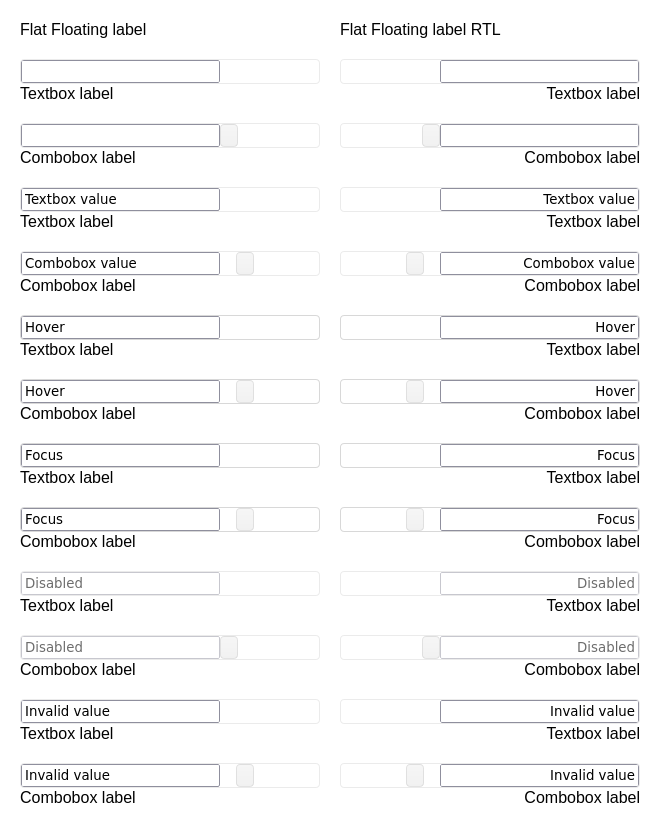 Flat Floating label
Flat Floating label RTL
Textbox label
Textbox label
Combobox label
Combobox label
Textbox value
Textbox value
Textbox label
Textbox label
Combobox value
Combobox value
Combobox label
Combobox label
Hover
Hover
Textbox label
Textbox label
Hover
Hover
Combobox label
Combobox label
Focus
Focus
Textbox label
Textbox label
Focus
Focus
Combobox label
Combobox label
Disabled
Disabled
Textbox label
Textbox label
Disabled
Disabled
Combobox label
Combobox label
Invalid value
Invalid value
Textbox label
Textbox label
Invalid value
Invalid value
Combobox label
Combobox label